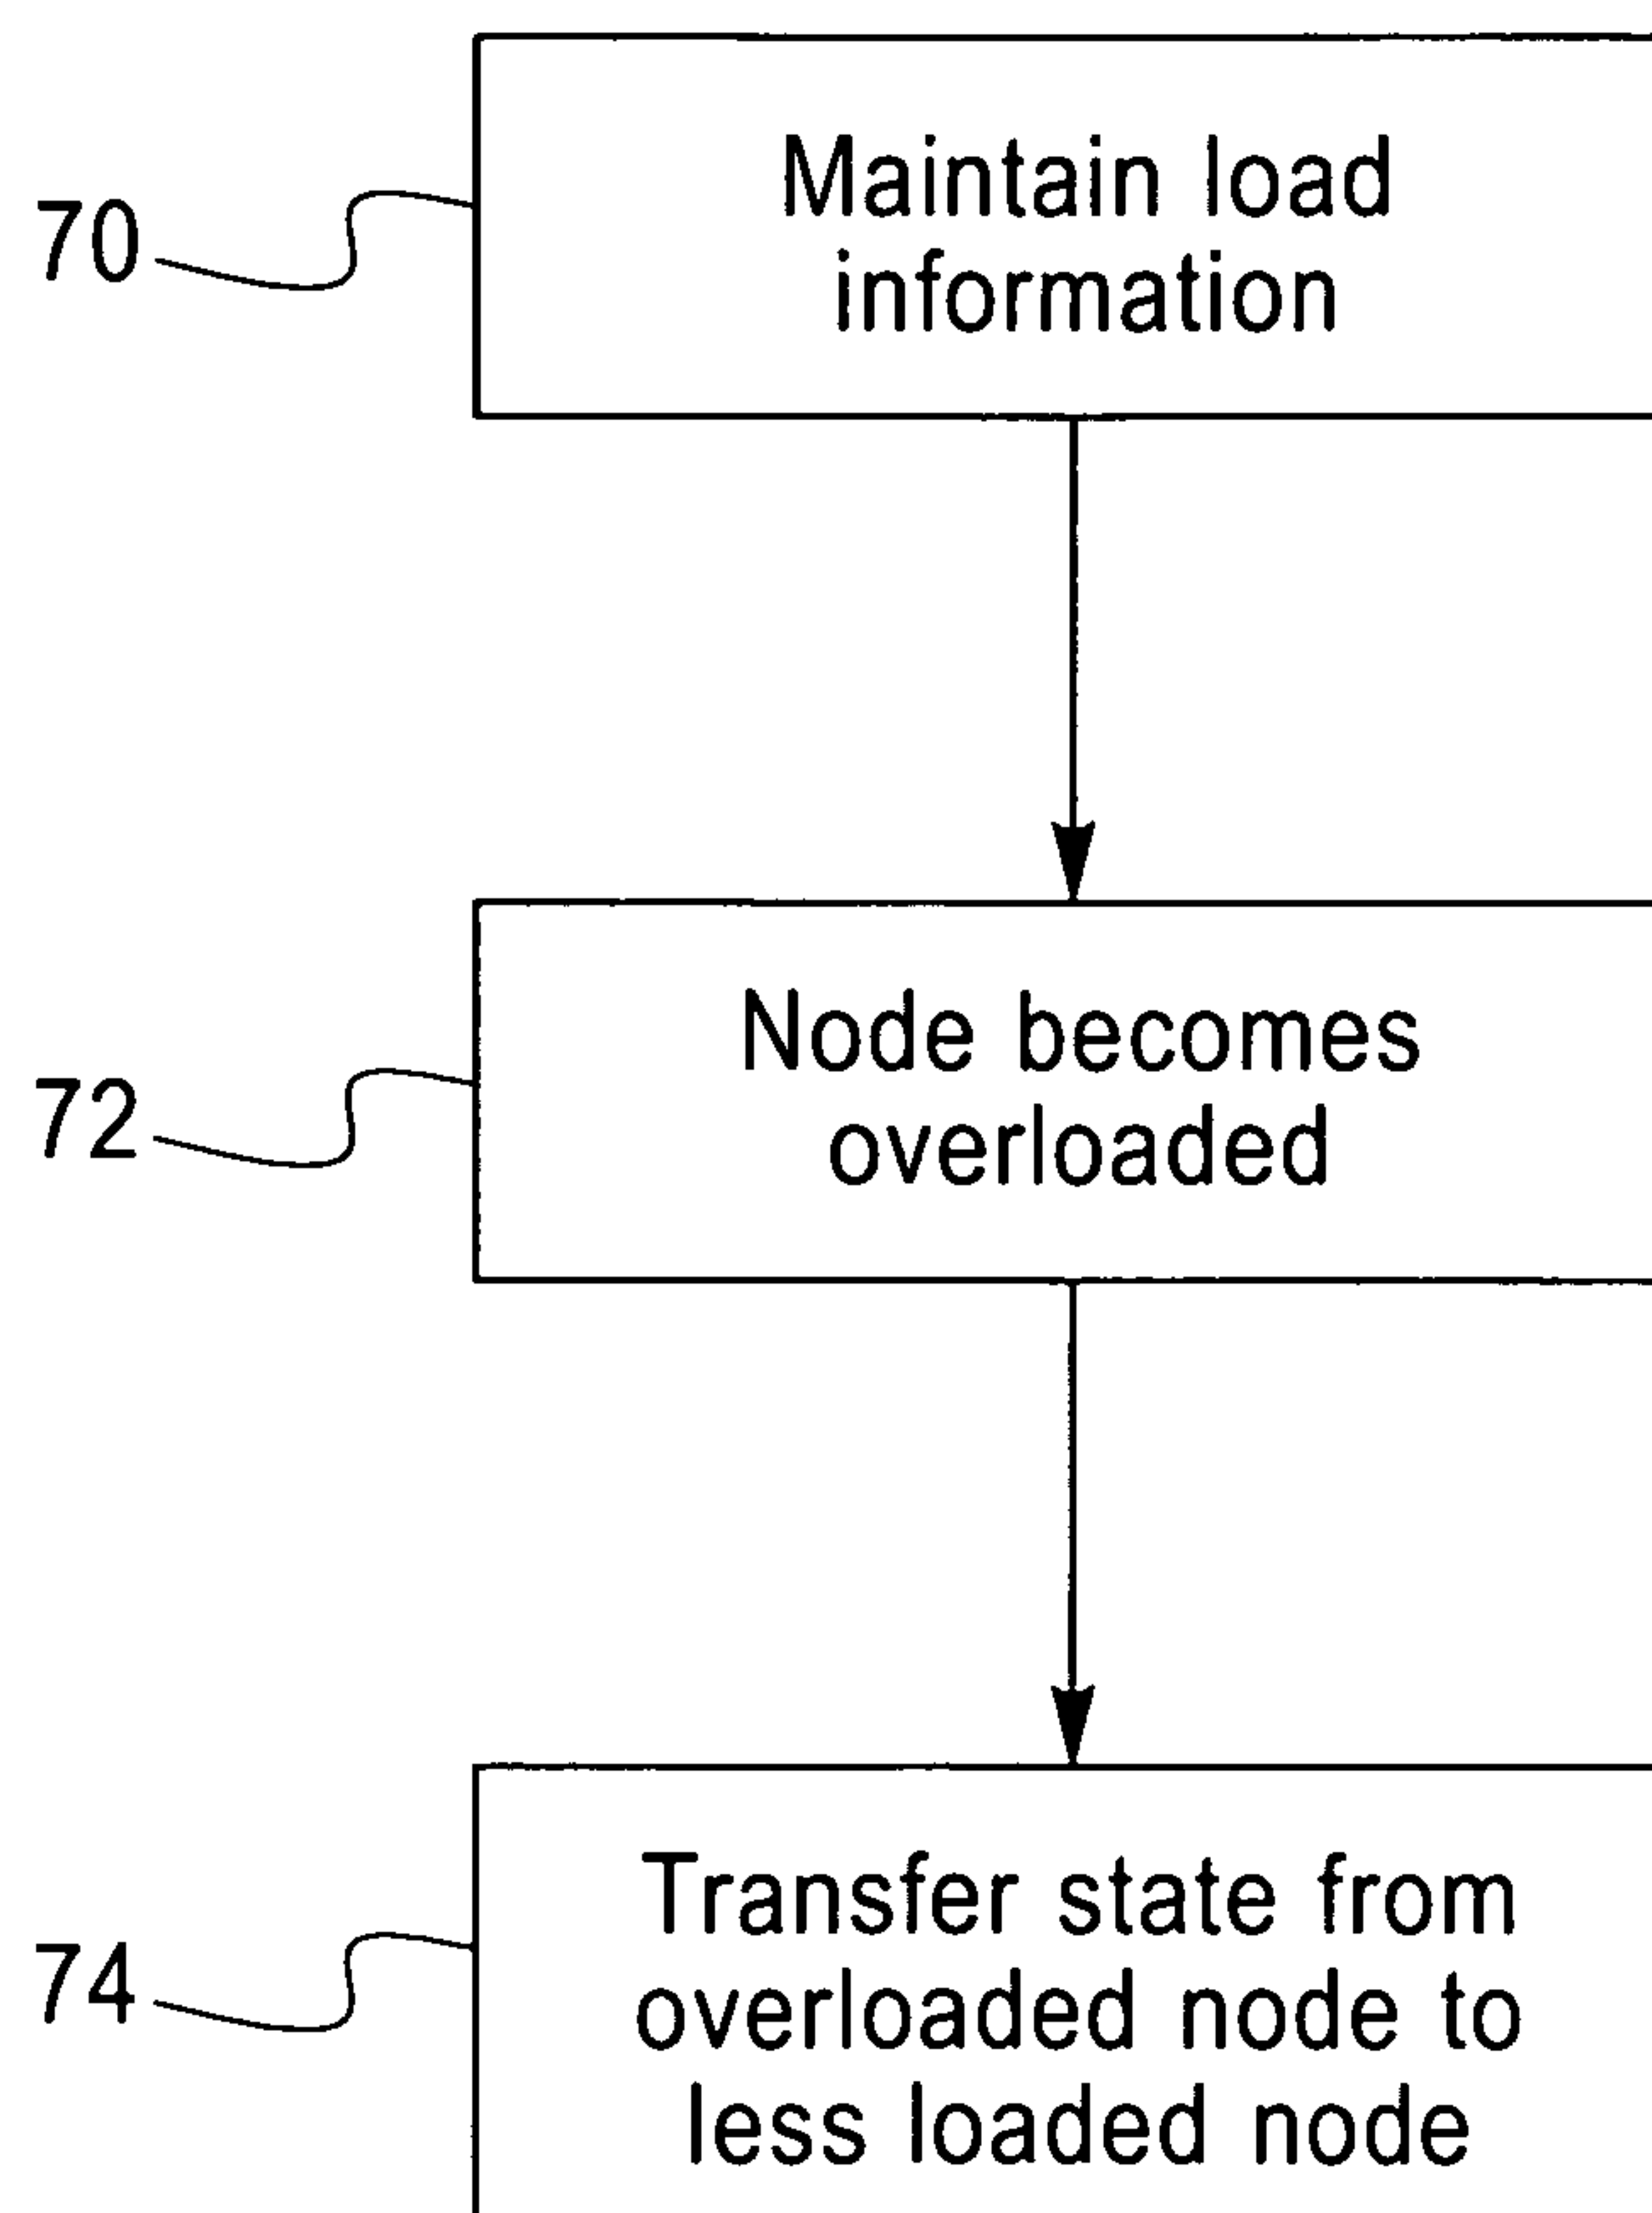 70
Maintain load
information
72
Node becomes
overloaded
74
Transfer state from
overloaded node to
less loaded node